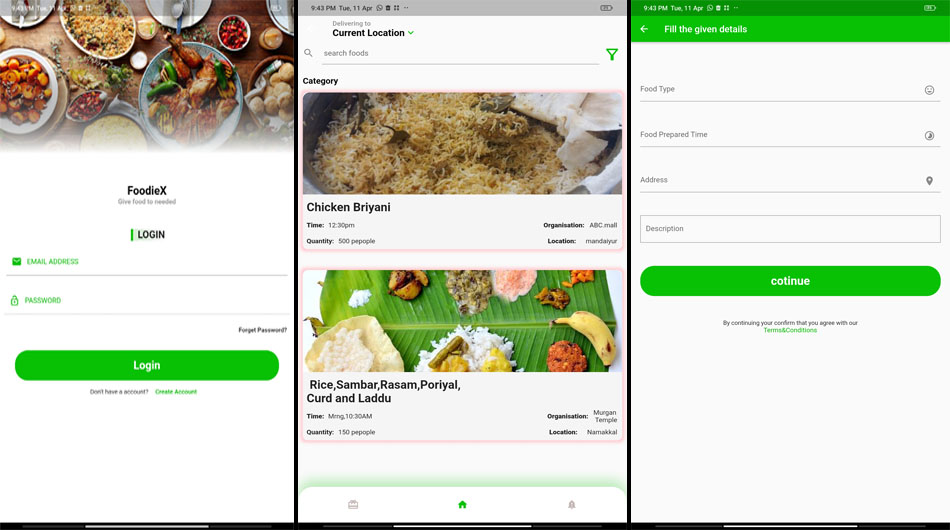 9:43 PM Tue, 11 Apr
FoodieX
Give food to needed
LOGIN
EMAIL ADDRESS
PASSWORD
Forget Password?
Login
Don't have a account? Create Account
9:43 PM Tue, 11 Apr
Delivering to
Current Location
search foods
Category
Chicken Briyani
Time: 12:30pm Organisation: ABC.mall
Quantity: 500 pepople Location: mandaiyur
Rice,Sambar,Rasam,Poriyal,
Curd and Laddu
Time: Mrng,10:30AM Organisation: Murgan
Temple
Quantity: 150 pepople Location: Namakkal
9:43 PM Tue, 11 Apr
Fill the given details
Food Type
Food Prepared Time
Address
Description
cotinue
By continuing your confirm that you agree with our
Terms&Conditions